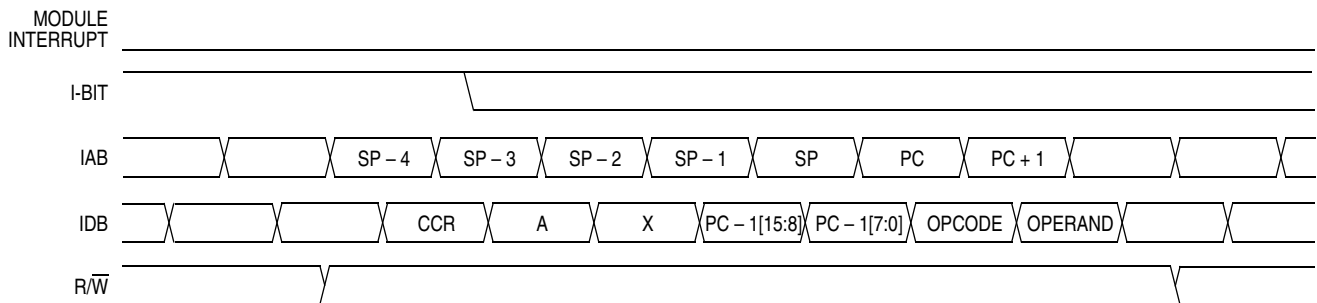 MODULE
INTERRUPT
I-BIT
IAB SP – 4 SP – 3 SP – 2 SP – 1 SP PC PC + 1
IDB CCR A X PC – 1[15:8] PC – 1[7:0] OPCODE OPERAND
R/W̅